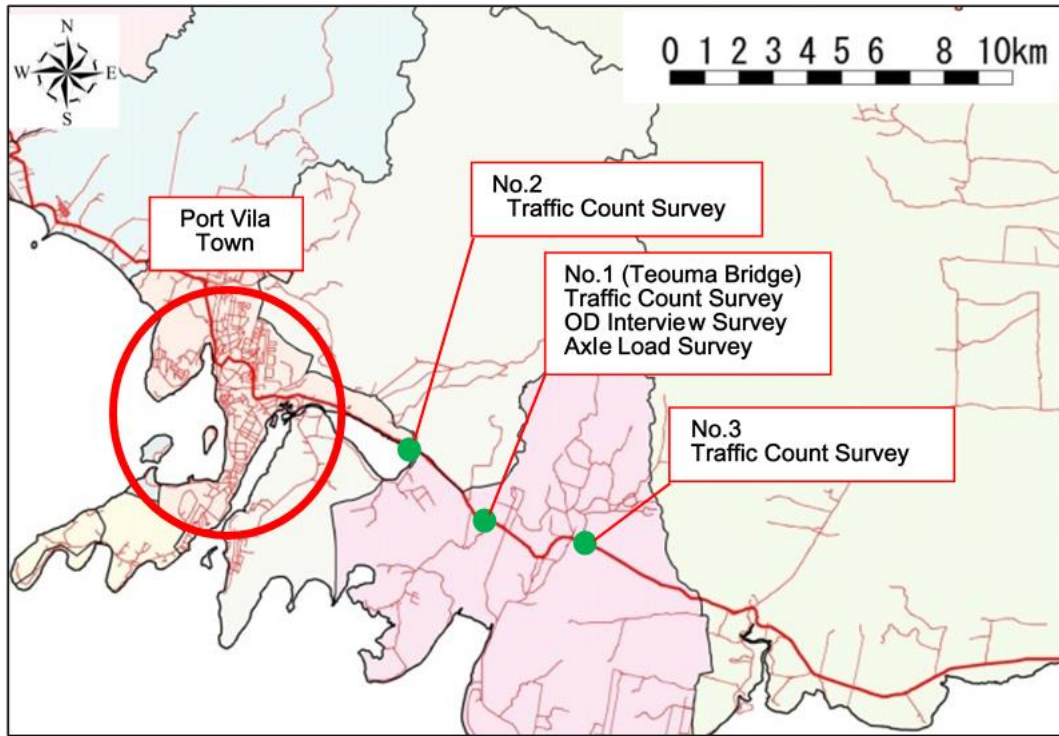 N
W E
S
0 1 2 3 4 5 6 8 10km
No.2
Traffic Count Survey
Port Vila
Town
No.1 (Teouma Bridge)
Traffic Count Survey
OD Interview Survey
Axle Load Survey
No.3
Traffic Count Survey